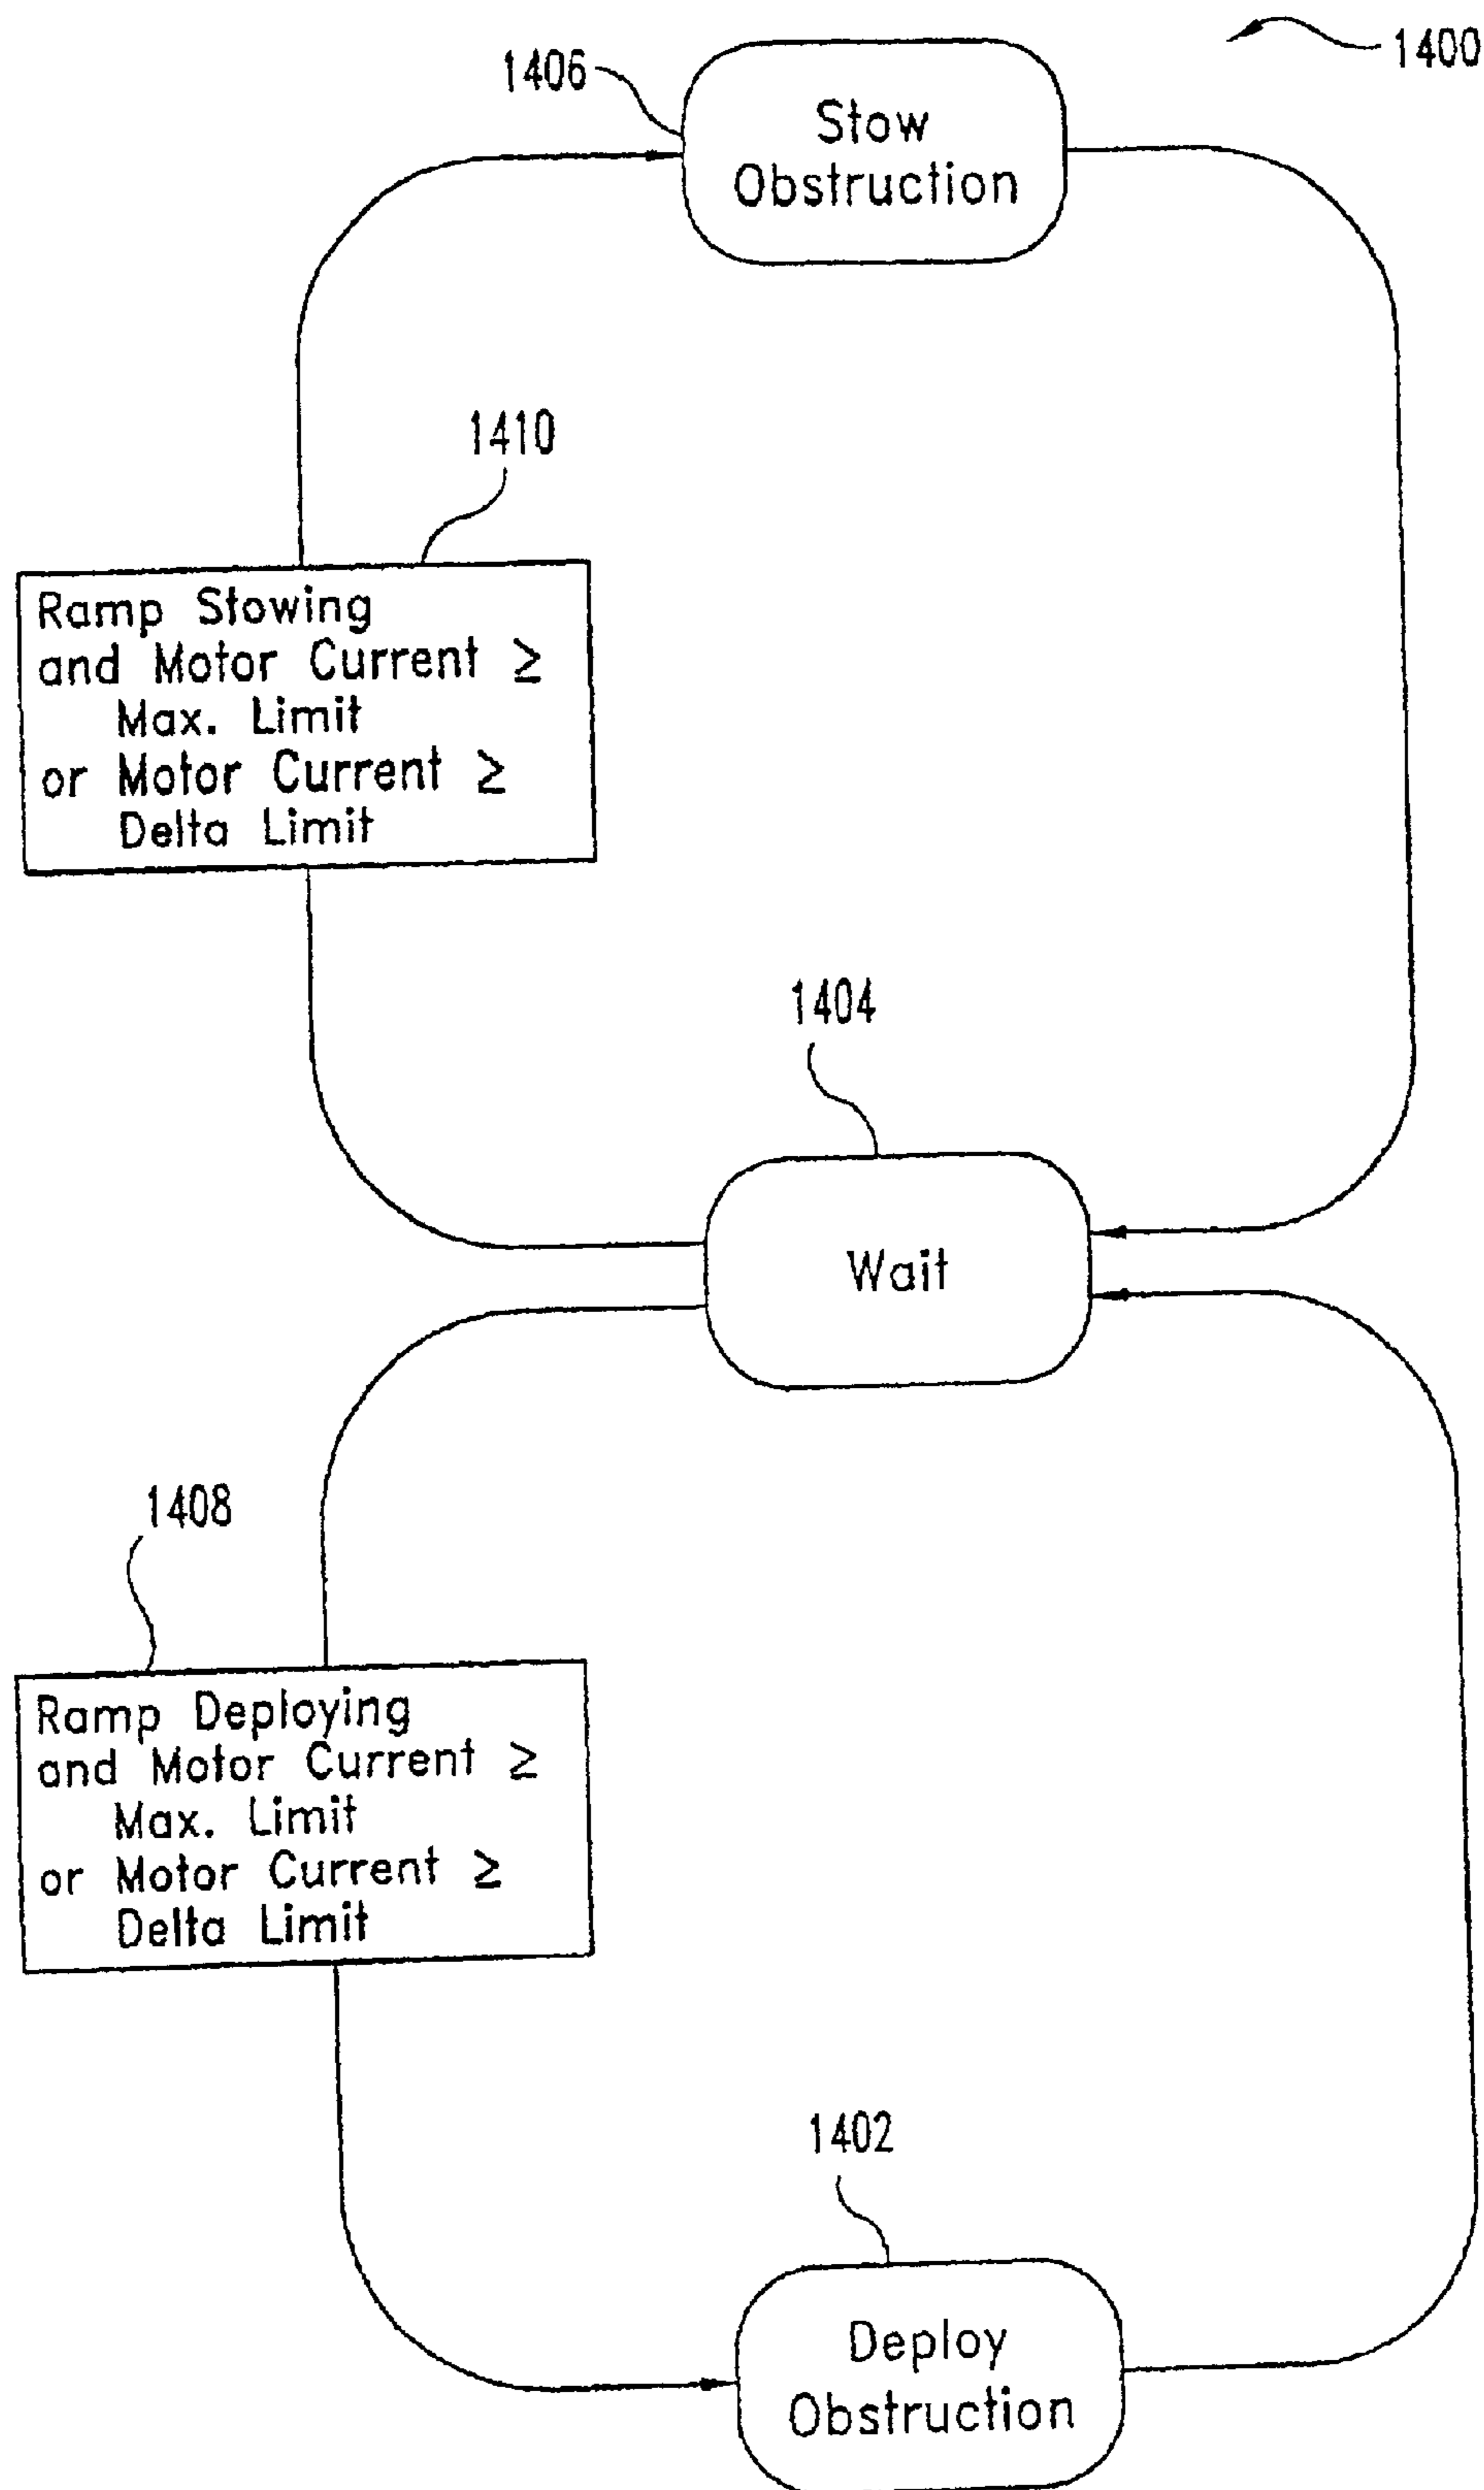 1400
1406
Stow
Obstruction
1410
Ramp Stowing
and Motor Current ≥
Max. Limit
or Motor Current ≥
Delta Limit
1404
Wait
1408
Ramp Deploying
and Motor Current ≥
Max. Limit
or Motor Current ≥
Delta Limit
1402
Deploy
Obstruction